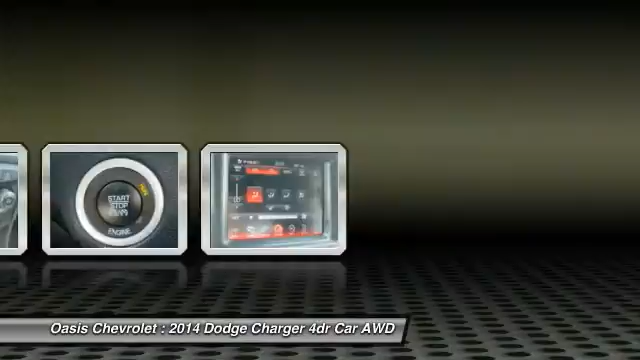 START
STOP
ENGINE
Oasis Chevrolet : 2014 Dodge Charger 4dr Car AWD